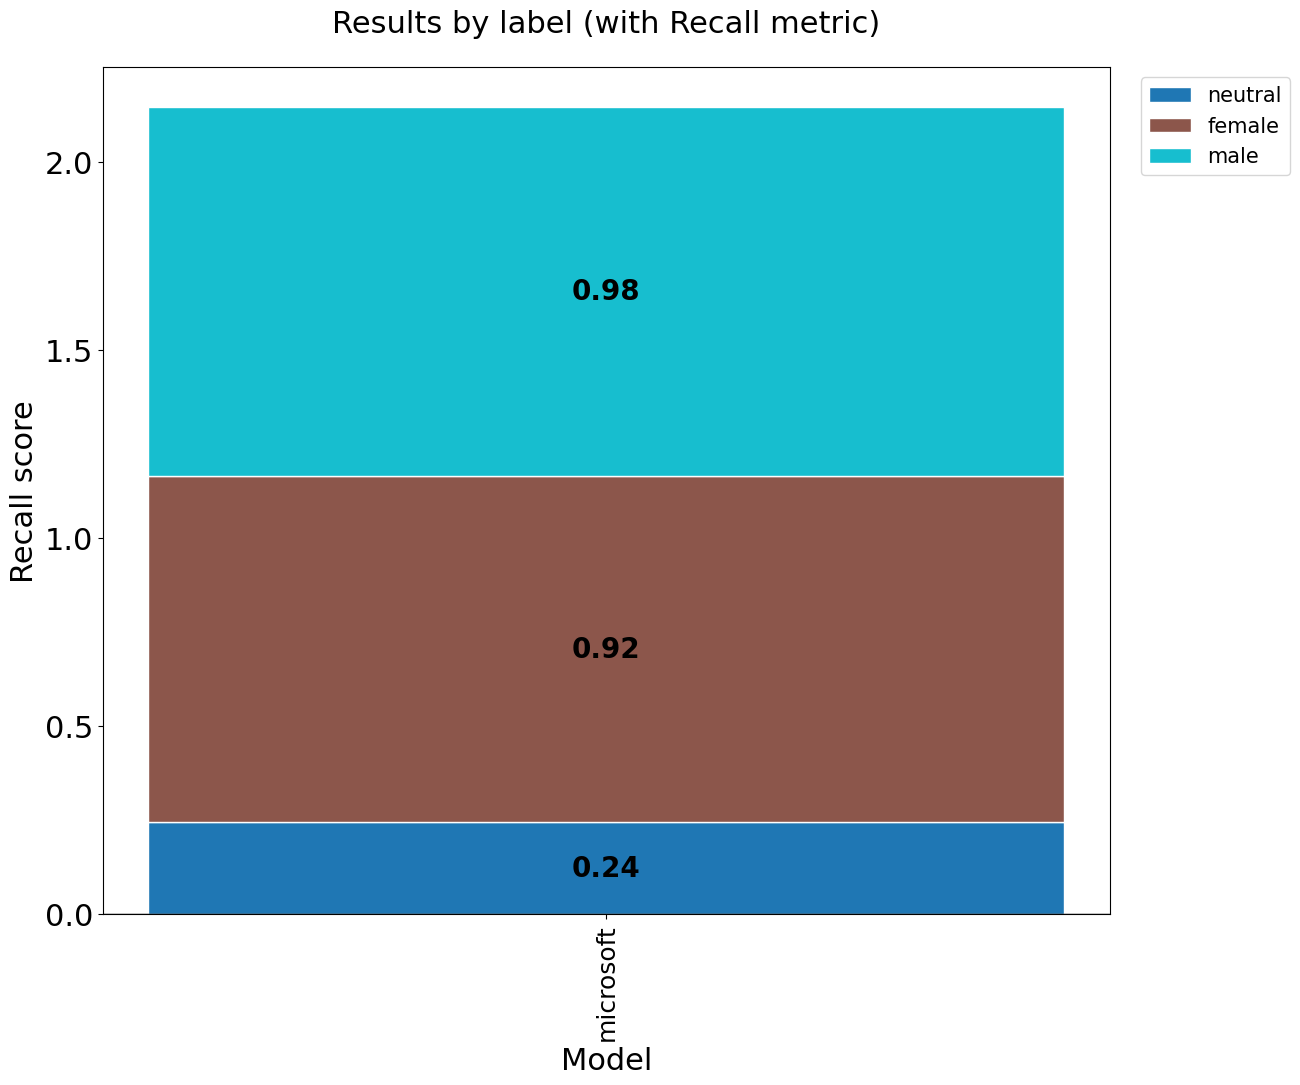 Results by label (with Recall metric)
neutral
female
male
Recall score
2.0
1.5
1.0
0.5
0.0
0.98
0.92
0.24
microsoft
Model